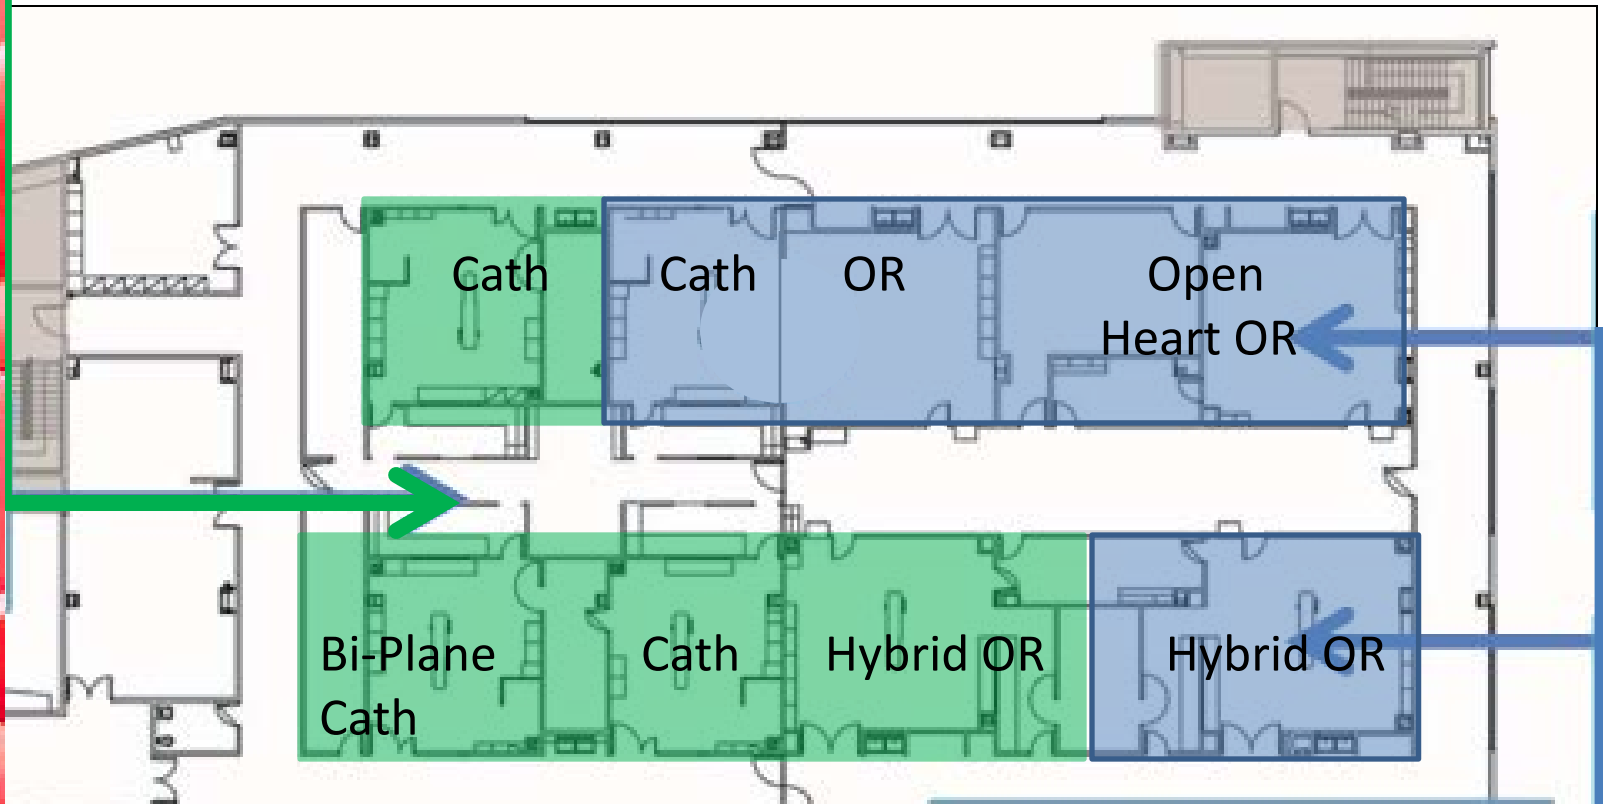 Cath
Cath
OR
Open
Heart OR
Bi-Plane
Cath
Cath
Hybrid OR
Hybrid OR